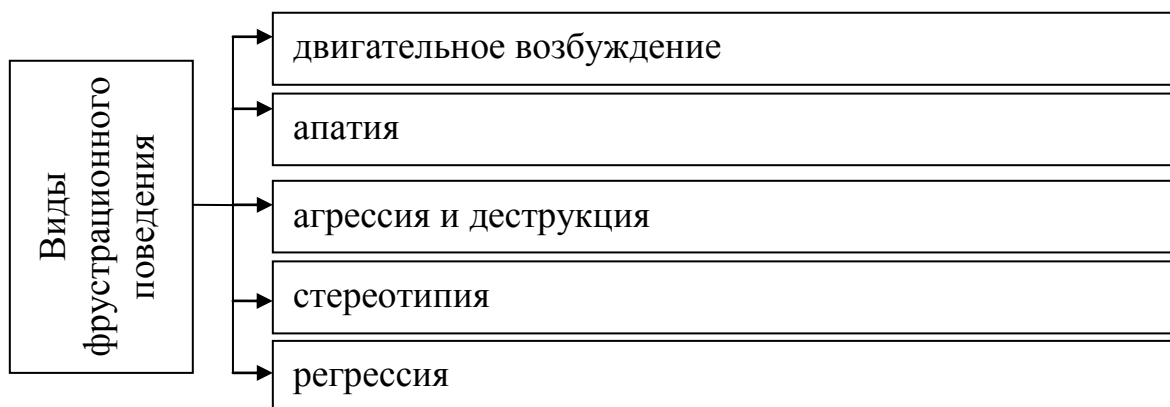 Виды
фрустрационного
поведения
двигательное возбуждение
апатия
агрессия и деструкция
стереотипия
регрессия